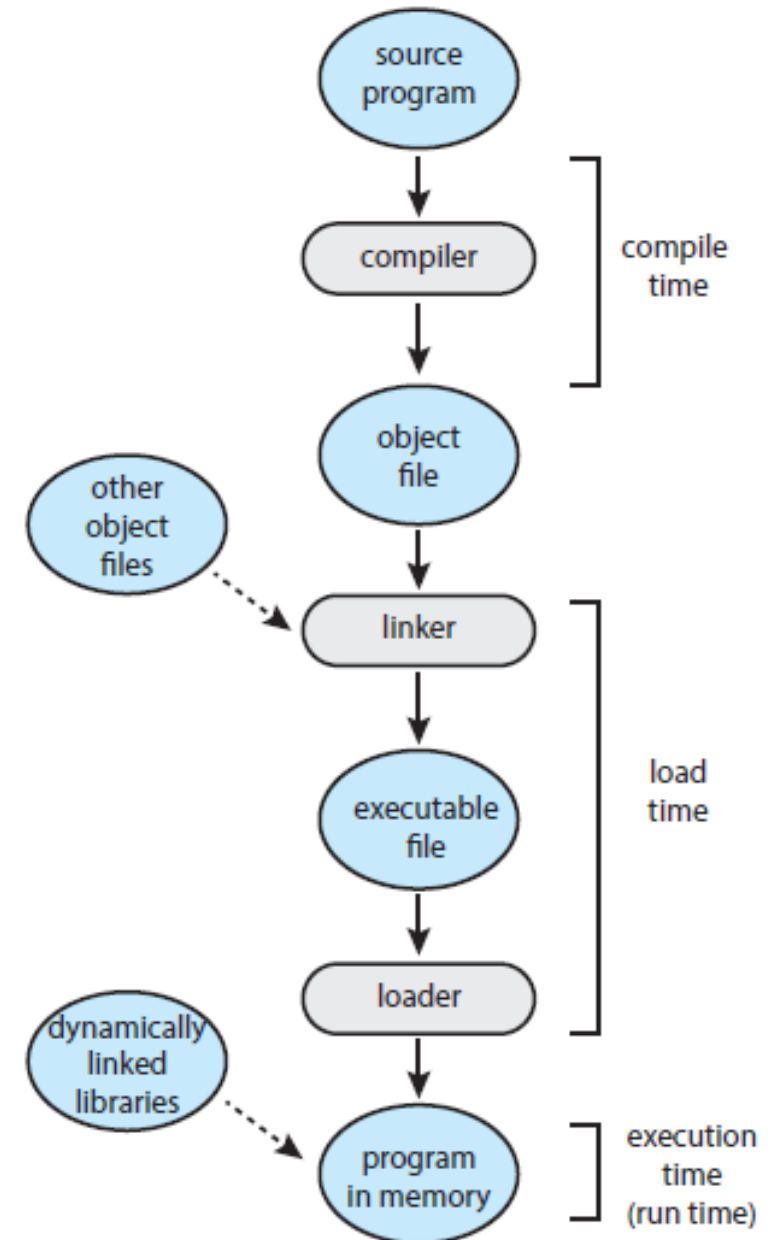 source
program
compiler
compile
time
object
file
other
object
files
linker
executable
file
load
time
loader
dynamically
linked
libraries
program
in memory
execution
time
(run time)